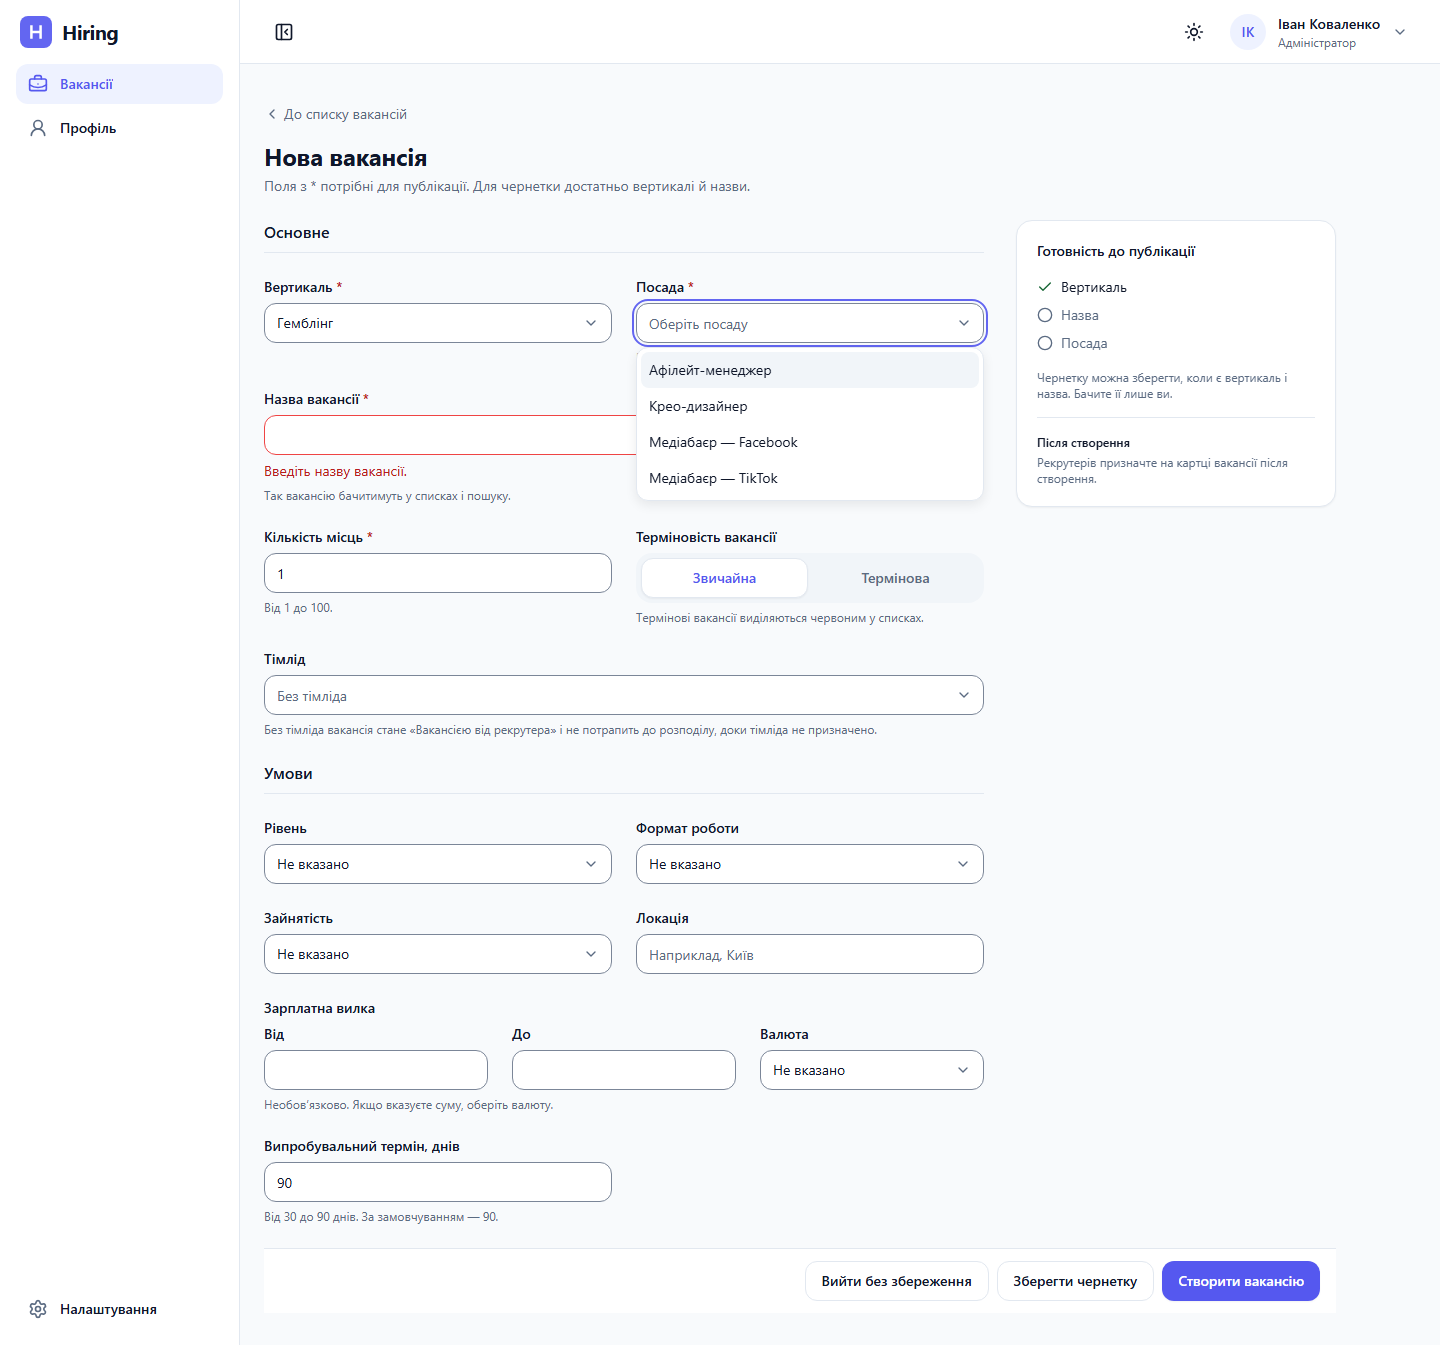 H Hiring
Іван Коваленко
ІК
Адміністратор
Вакансії
Профіль
До списку вакансій
Нова вакансія
Поля з * потрібні для публікації. Для чернетки достатньо вертикалі й назви.
Основне
Вертикаль *
Гемблінг
Посада *
Оберіть посаду
Афілейт-менеджер
Крео-дизайнер
Медіабаєр — Facebook
Медіабаєр — TikTok
Назва вакансії *
Введіть назву вакансії.
Так вакансію бачитимуть у списках і пошуку.
Кількість місць *
1
Від 1 до 100.
Терміновість вакансії
Звичайна
Термінова
Термінові вакансії виділяються червоним у списках.
Тімлід
Без тімліда
Без тімліда вакансія стане «Вакансією від рекрутера» і не потрапить до розподілу, доки тімліда не призначено.
Умови
Рівень
Не вказано
Формат роботи
Не вказано
Зайнятість
Не вказано
Локація
Наприклад, Київ
Зарплатна вилка
Від
До
Валюта
Не вказано
Необов'язково. Якщо вказуєте суму, оберіть валюту.
Випробувальний термін, днів
90
Від 30 до 90 днів. За замовчуванням — 90.
Готовність до публікації
Вертикаль
Назва
Посада
Чернетку можна зберегти, коли є вертикаль і
назва. Бачите її лише ви.
Після створення
Рекрутерів призначте на картці вакансії після
створення.
Вийти без збереження
Зберегти чернетку
Створити вакансію
Налаштування